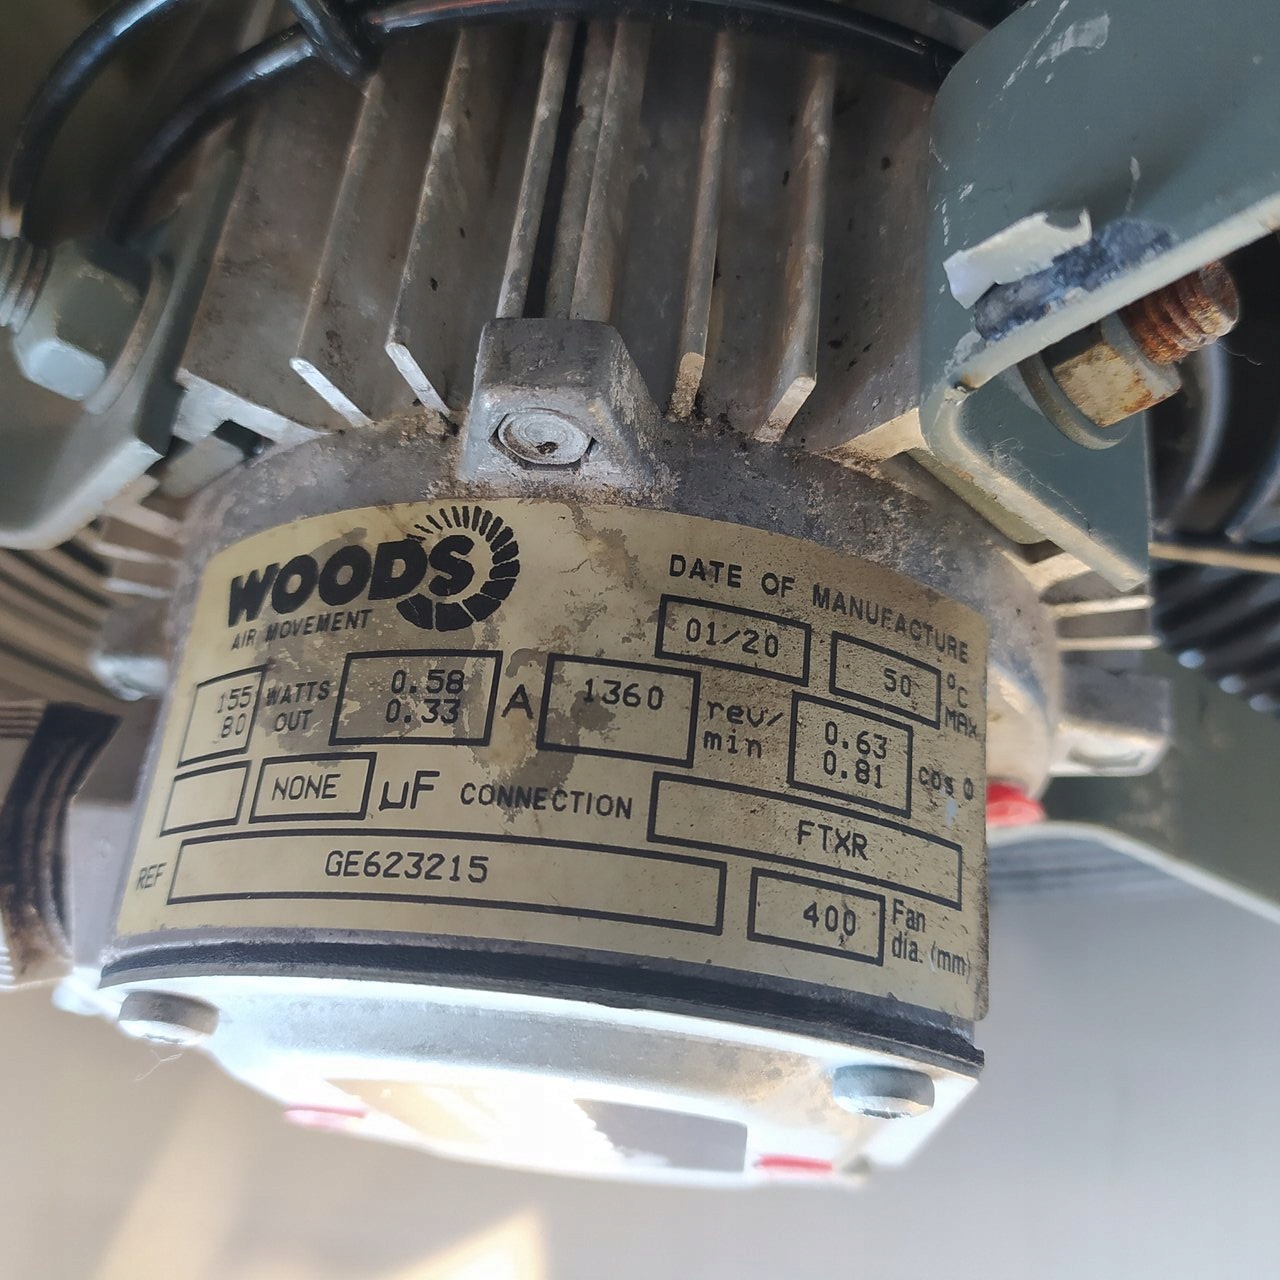 WOODS
AIR MOVEMENT
DATE OF MANUFACTURE
01/20
50 °C MAX
155 WATTS 0.58 A 1360 rev/ 0.63 cos Φ
80 OUT 0.33 min 0.81
NONE µF CONNECTION FTXR
REF GE623215
400 Fan
dia. (mm)